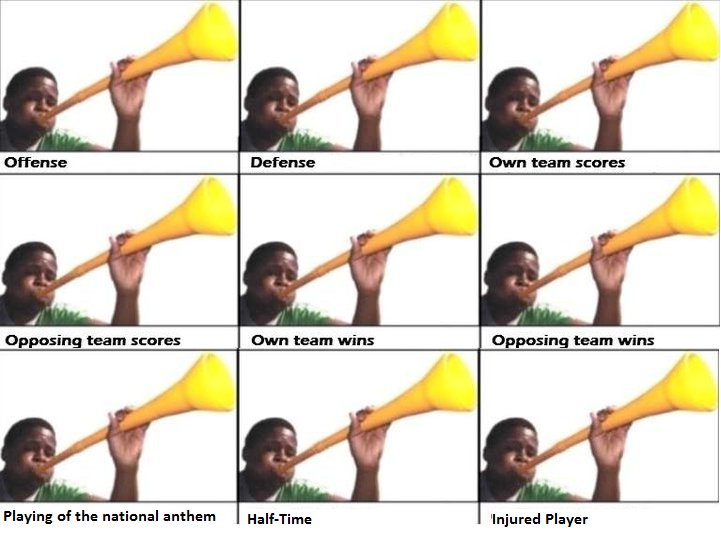 Offense
Defense
Own team scores
Opposing team scores
Own team wins
Opposing team wins
Playing of the national anthem
Half-Time
Injured Player